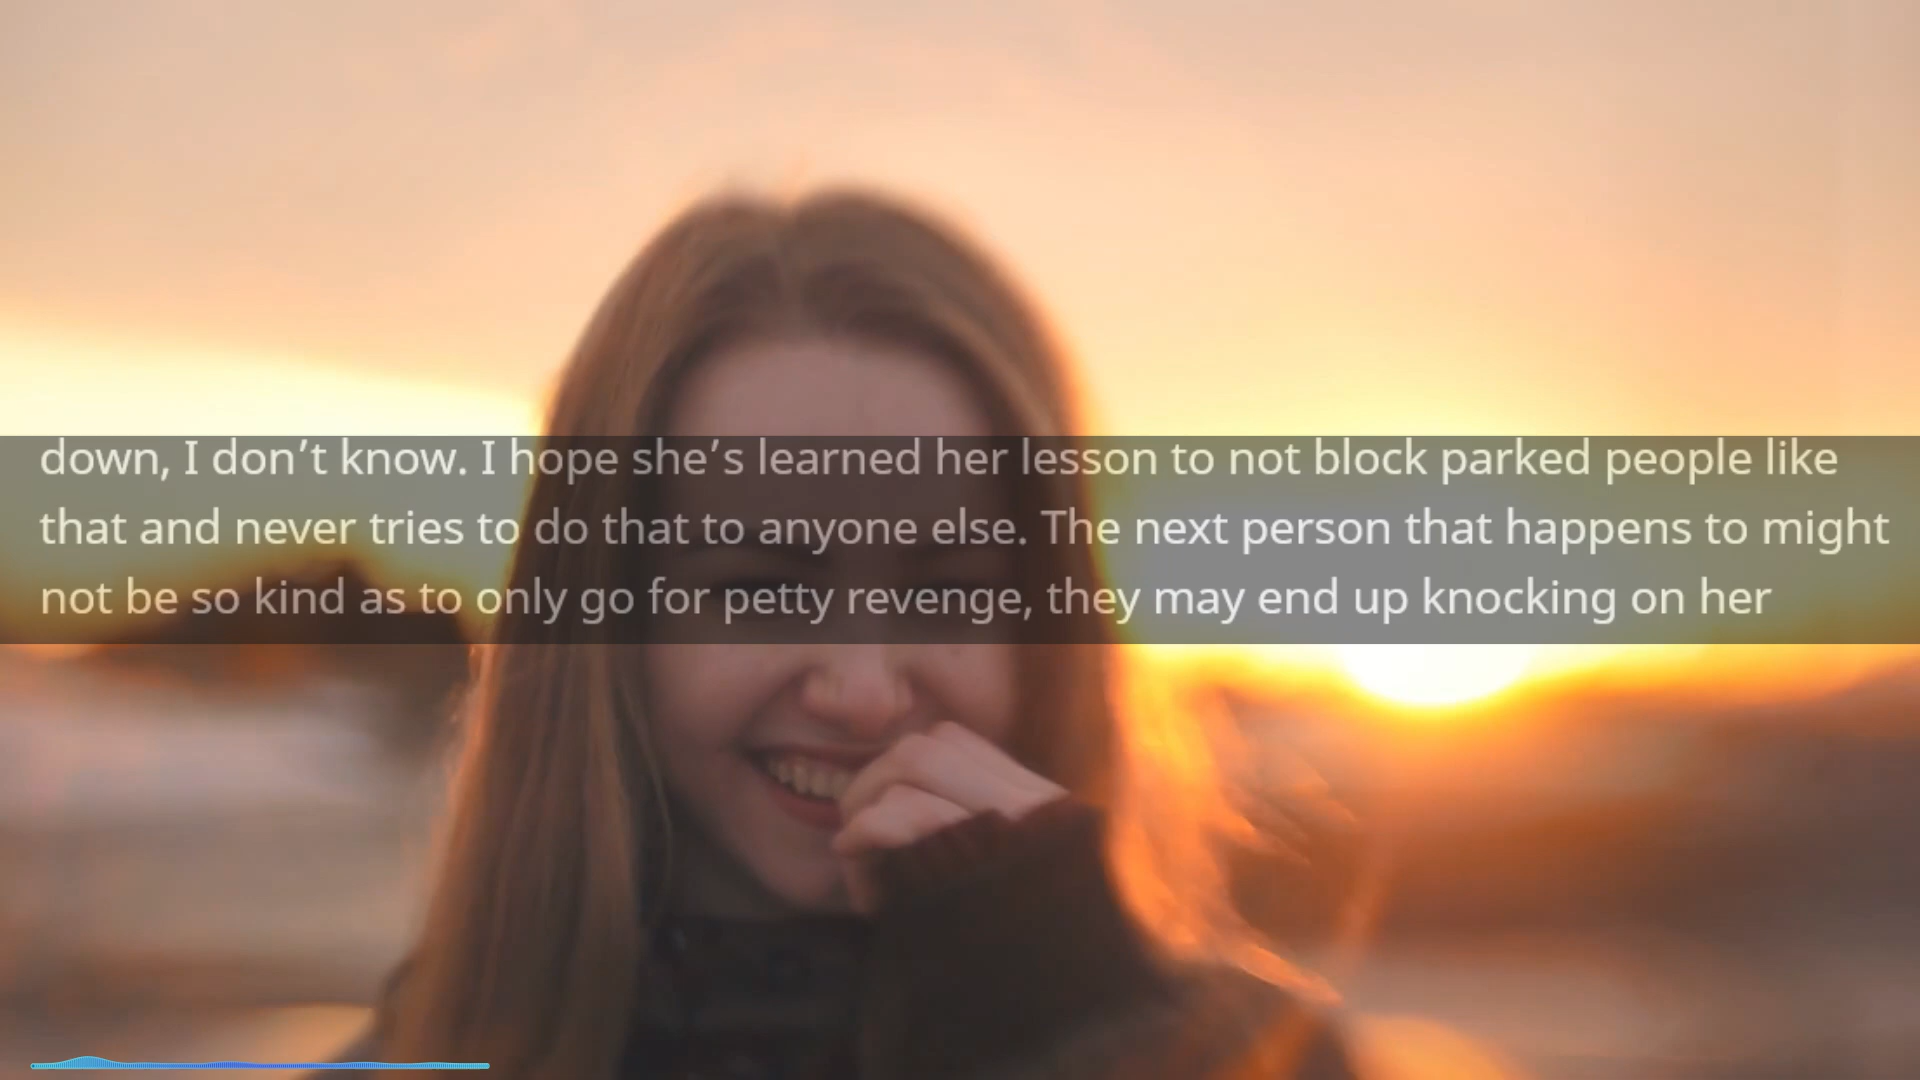 down, I don’t know. I hope she’s learned her lesson to not block parked people like
that and never tries to do that to anyone else. The next person that happens to might
not be so kind as to only go for petty revenge, they may end up knocking on her